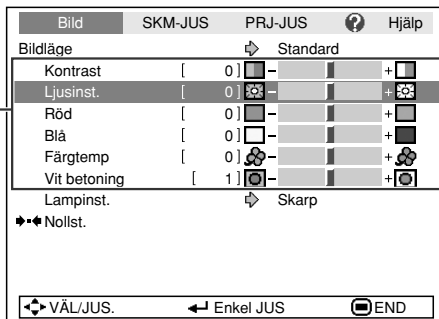 Bild SKM-JUS PRJ-JUS ? Hjälp
Bildläge Standard
Kontrast [ 0 ] - +
Ljusinst. [ 0 ] - +
Röd [ 0 ] - +
Blå [ 0 ] - +
Färgtemp [ 0 ] - +
Vit betoning [ 1 ] - +
Lampinst. Skarp
Nollst.
VÄL/JUS. Enkel JUS END